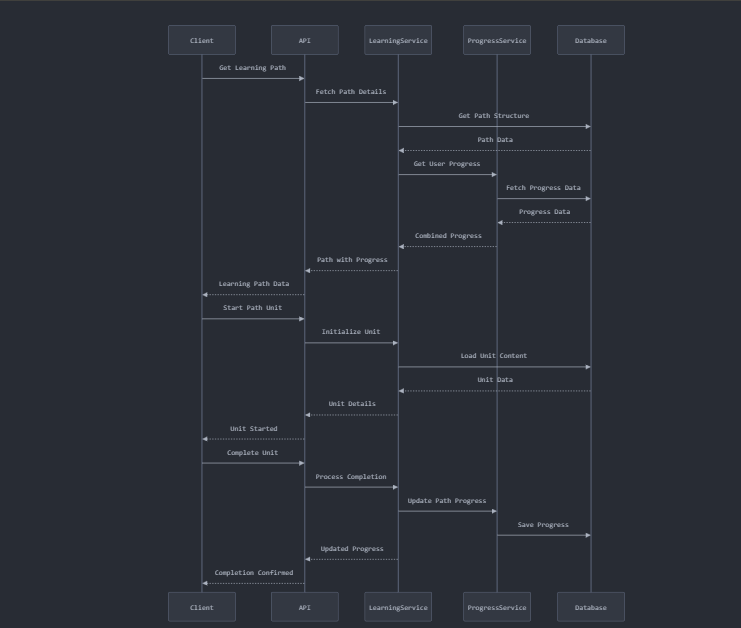 Client
API
LearningService
ProgressService
Database
Get Learning Path
Fetch Path Details
Get Path Structure
Path Data
Get User Progress
Fetch Progress Data
Progress Data
Combined Progress
Path with Progress
Learning Path Data
Start Path Unit
Initialize Unit
Load Unit Content
Unit Data
Unit Details
Unit Started
Complete Unit
Process Completion
Update Path Progress
Save Progress
Updated Progress
Completion Confirmed
Client
API
LearningService
ProgressService
Database